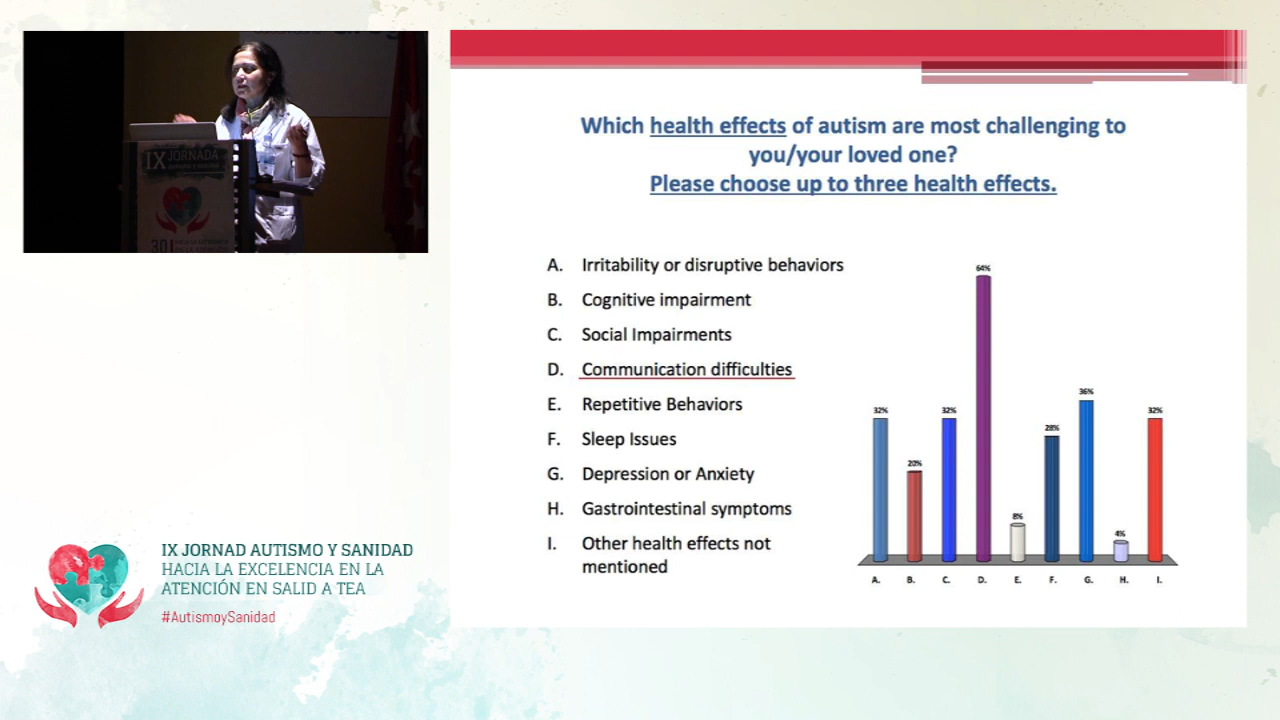 IX JORNADA
AUTISMO Y SANIDAD
30
IX JORNAD AUTISMO Y SANIDAD
HACIA LA EXCELENCIA EN LA
ATENCIÓN EN SALID A TEA
#AutismoySanidad
Which health effects of autism are most challenging to
you/your loved one?
Please choose up to three health effects.
A. Irritability or disruptive behaviors
B. Cognitive impairment
C. Social Impairments
D. Communication difficulties
E. Repetitive Behaviors
F. Sleep Issues
G. Depression or Anxiety
H. Gastrointestinal symptoms
I. Other health effects not
mentioned
32% 20% 32% 64% 8% 28% 36% 4% 32%
A. B. C. D. E. F. G. H. I.